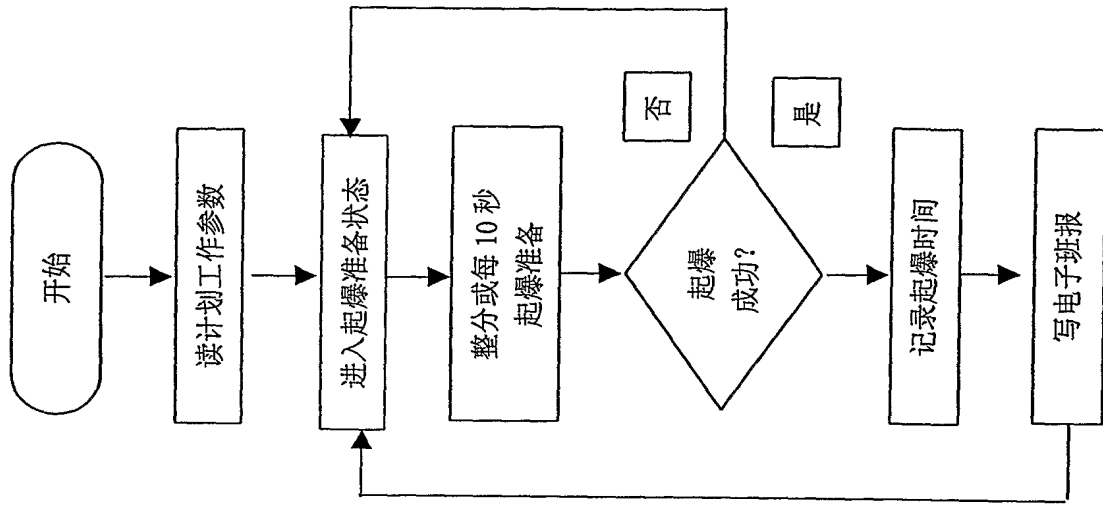 开始
读计划工作参数
进入起爆准备状态
整分或每 10 秒
起爆准备
起爆
成功?
否
是
记录起爆时间
写电子班报